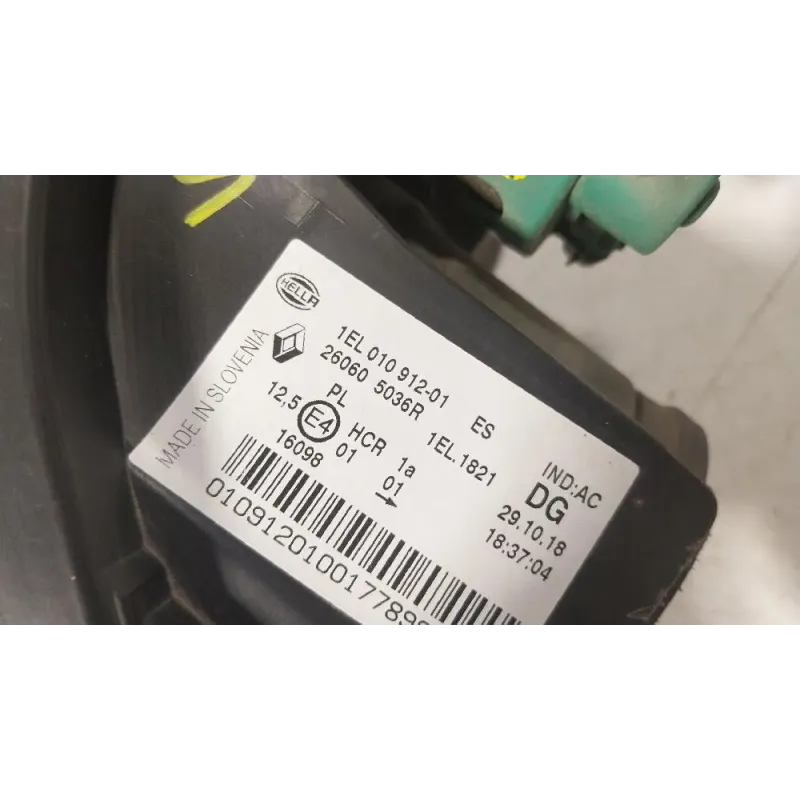 HELLA
MADE IN SLOVENIA
1EL 010 912-01 ES IND:AC
26060 5036R 1EL.1821 DG
PL 29.10.18
12,5 E4 HCR 1a 18:37:04
16098 01 01
01091201001778